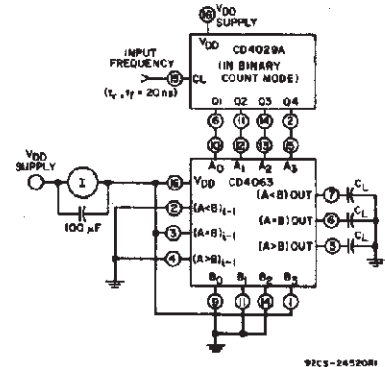 16 VDD
SUPPLY
VDD
CD4029A
(IN BINARY
COUNT MODE)
INPUT
FREQUENCY
(tr, tf = 20 ns)
15 CL
Q1 Q2 Q3 Q4
6 11 14 2
10 12 13 15
A0 A1 A2 A3
VDD
SUPPLY
I
100 µF
16 VDD
CD4063
2 (A<B)i-1
3 (A=B)i-1
4 (A>B)i-1
(A<B)OUT 7 CL
(A=B)OUT 6 CL
(A>B)OUT 5 CL
B0 B1 B2 B3
9 11 14 1
92CS-24520R1